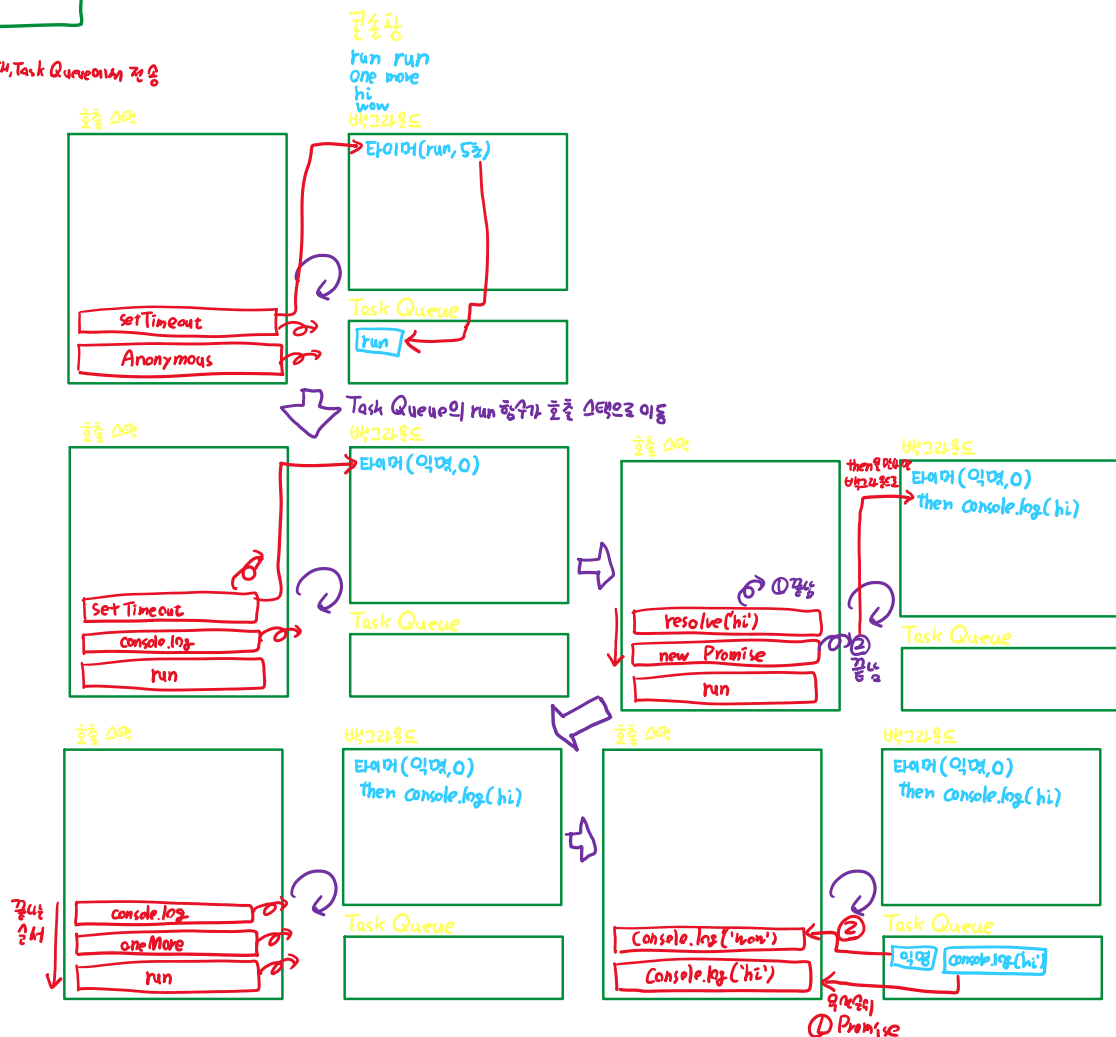 콘솔창
run run
one more
hi
wow
Task Queue에서 전송
호출 스택
백그라운드
타이머(run, 5초)
setTimeout
Anonymous
Task Queue
run
Task Queue의 run 함수가 호출 스택으로 이동
호출 스택
백그라운드
타이머(익명,0)
setTimeout
console.log
run
Task Queue
호출 스택
백그라운드
then을 만나면
백그라운드로
타이머(익명,0)
then console.log(hi)
① 끝남
resolve('hi')
new Promise
② 끝남
run
Task Queue
호출 스택
백그라운드
타이머(익명,0)
then console.log(hi)
끝나는
순서
console.log
oneMore
run
Task Queue
호출 스택
백그라운드
타이머(익명,0)
then console.log(hi)
Task Queue
②
console.log('wow')
console.log('hi')
익명
console.log('hi')
우선순위
① Promise